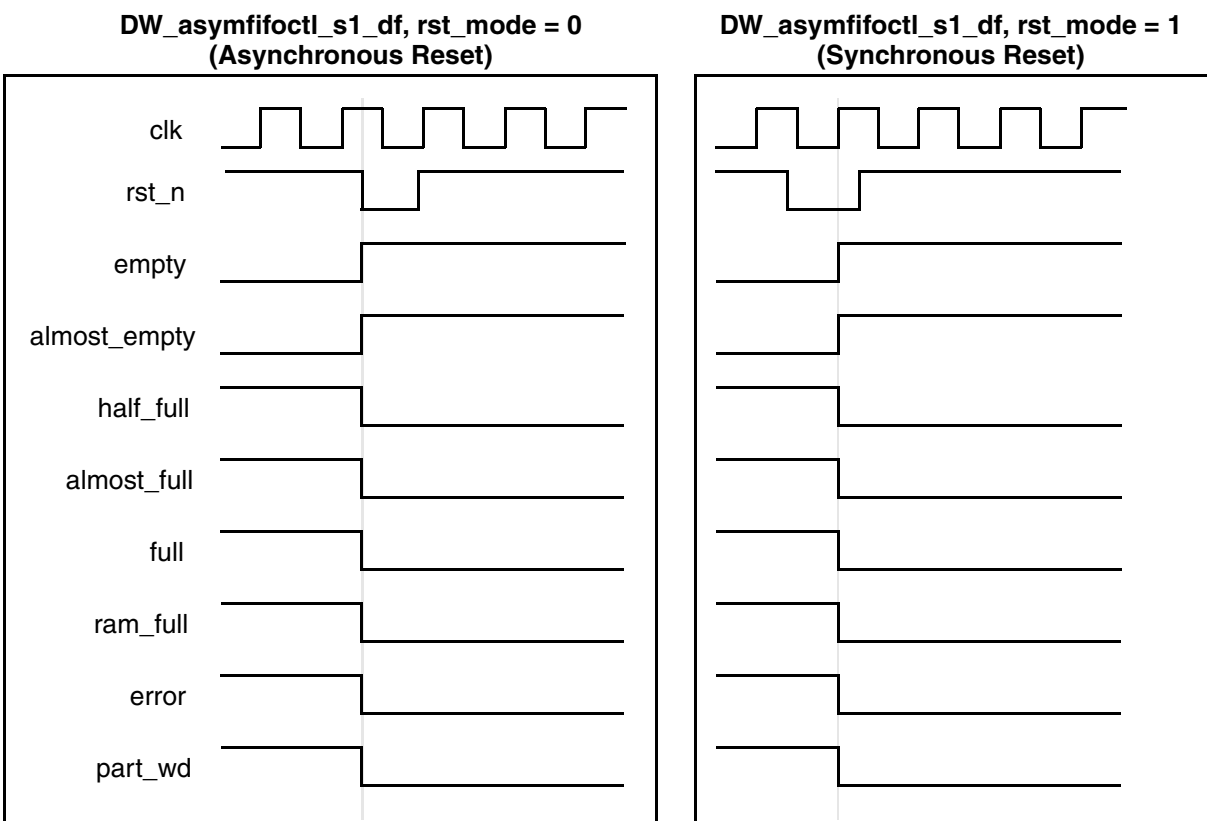 DW_asymfifoctl_s1_df, rst_mode = 0
(Asynchronous Reset)
DW_asymfifoctl_s1_df, rst_mode = 1
(Synchronous Reset)
clk
rst_n
empty
almost_empty
half_full
almost_full
full
ram_full
error
part_wd